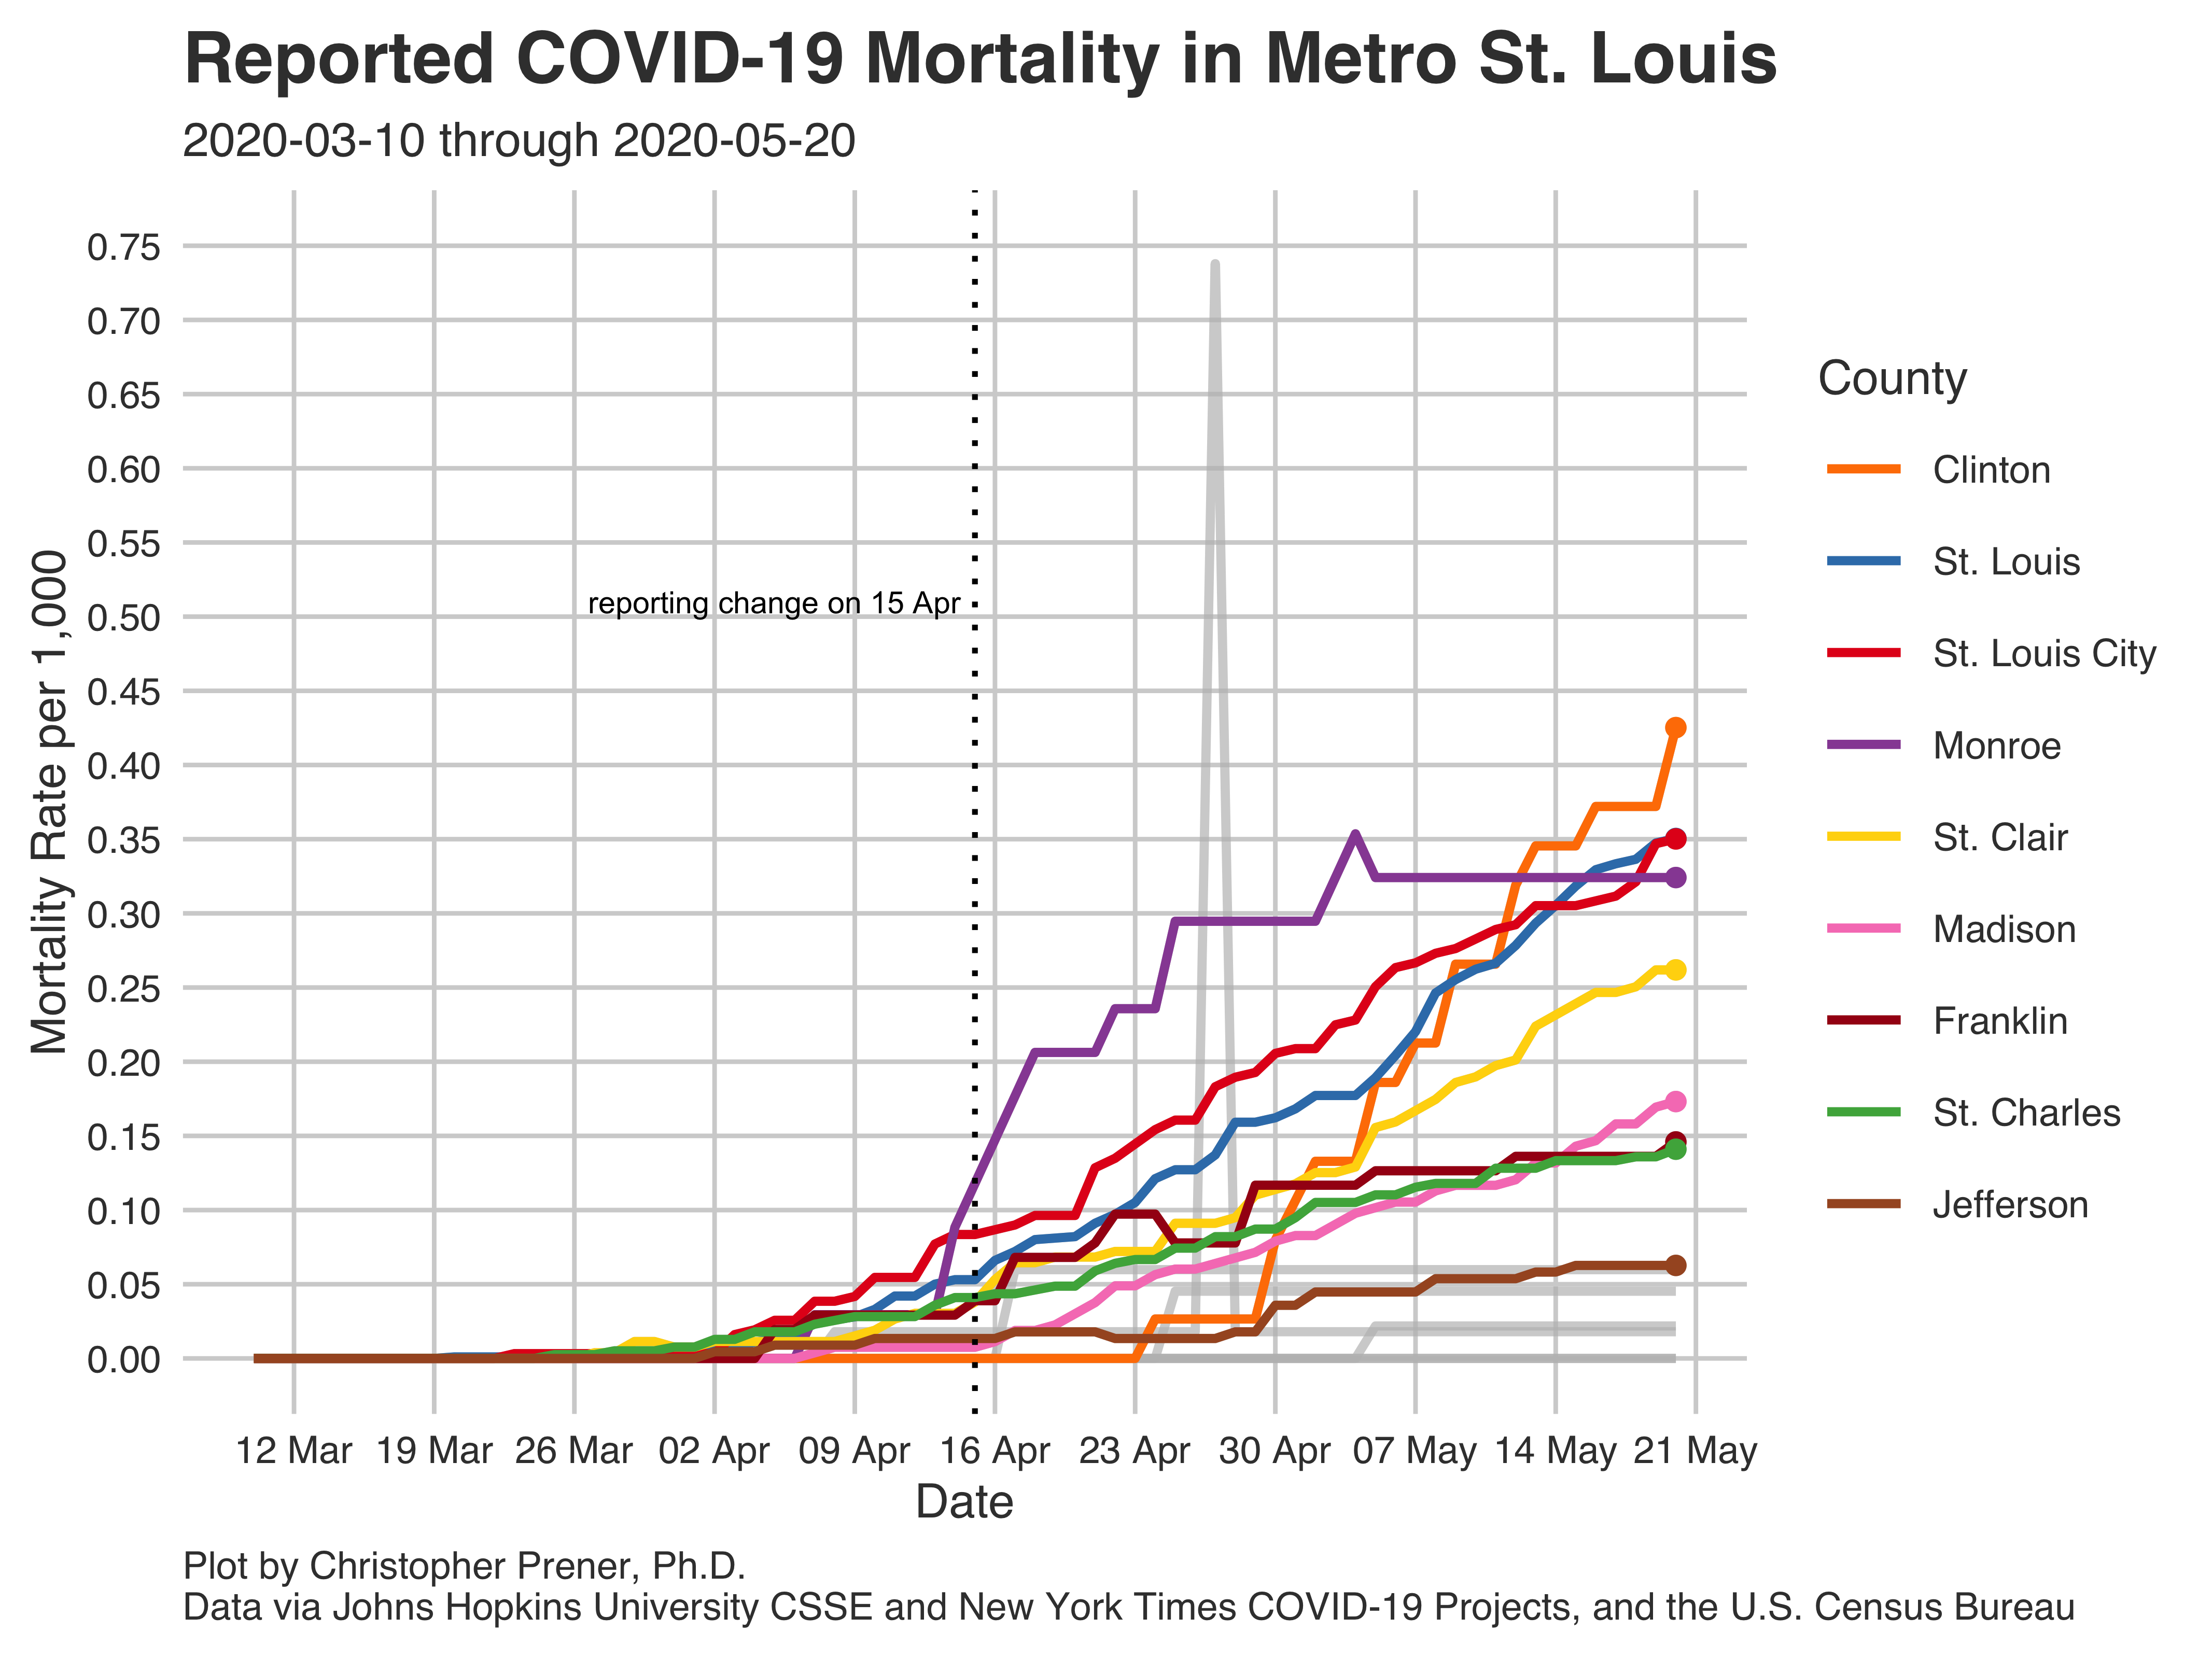 Reported COVID-19 Mortality in Metro St. Louis
2020-03-10 through 2020-05-20
Mortality Rate per 1,000
0.75
0.70
0.65
0.60
0.55
0.50
0.45
0.40
0.35
0.30
0.25
0.20
0.15
0.10
0.05
0.00
reporting change on 15 Apr
12 Mar 19 Mar 26 Mar 02 Apr 09 Apr 16 Apr 23 Apr 30 Apr 07 May 14 May 21 May
Date
County
Clinton
St. Louis
St. Louis City
Monroe
St. Clair
Madison
Franklin
St. Charles
Jefferson
Plot by Christopher Prener, Ph.D.
Data via Johns Hopkins University CSSE and New York Times COVID-19 Projects, and the U.S. Census Bureau